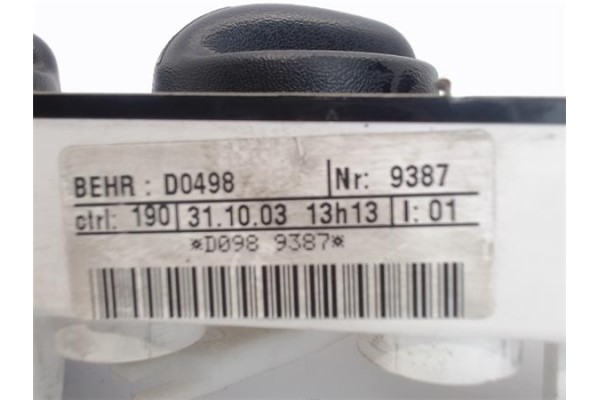 BEHR : D0498 Nr: 9387
ctrl: 190 31.10.03 13h13 I: 01
*D098 9387*